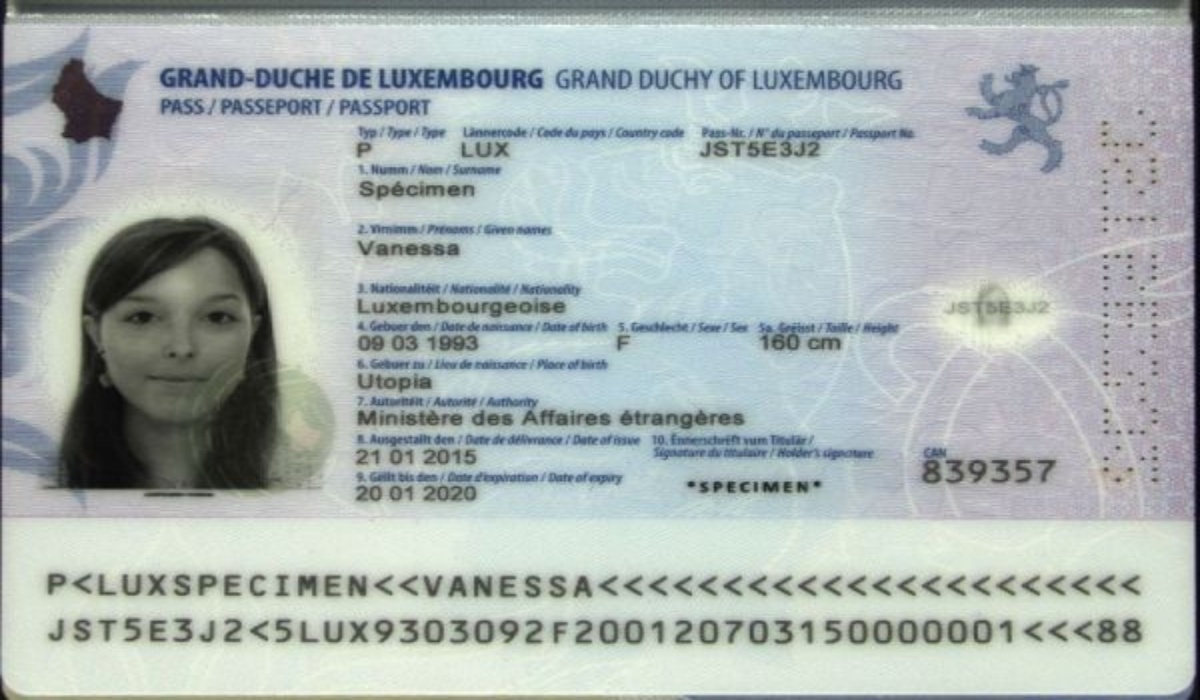 GRAND-DUCHE DE LUXEMBOURG GRAND DUCHY OF LUXEMBOURG
PASS / PASSEPORT / PASSPORT
Typ / Type / Type Lännercode / Code du pays / Country code Pass-Nr. / N° du passeport / Passport No.
P LUX JST5E3J2
1. Numm / Nom / Surname
Spécimen
2. Virnimm / Prénoms / Given names
Vanessa
3. Nationalitéit / Nationalité / Nationality
Luxembourgeoise
4. Gebuer den / Date de naissance / Date of birth 5. Geschlecht / Sexe / Sex 5a. Gréisst / Taille / Height
09 03 1993 F 160 cm
JST5E3J2
6. Gebuer zu / Lieu de naissance / Place of birth
Utopia
7. Autoritéit / Autorité / Authority
Ministère des Affaires étrangères
8. Ausgestallt den / Date de délivrance / Date of issue 10. Ënnerschrëft vum Titulär /
Signature du titulaire / Holder's signature
21 01 2015
9. Gëllt bis den / Date d'expiration / Date of expiry
20 01 2020
*SPECIMEN*
CAN
839357
JST5E3J2
P<LUXSPECIMEN<<VANESSA<<<<<<<<<<<<<<<<<<<<<<
JST5E3J2<5LUX9303092F200120703150000001<<<88